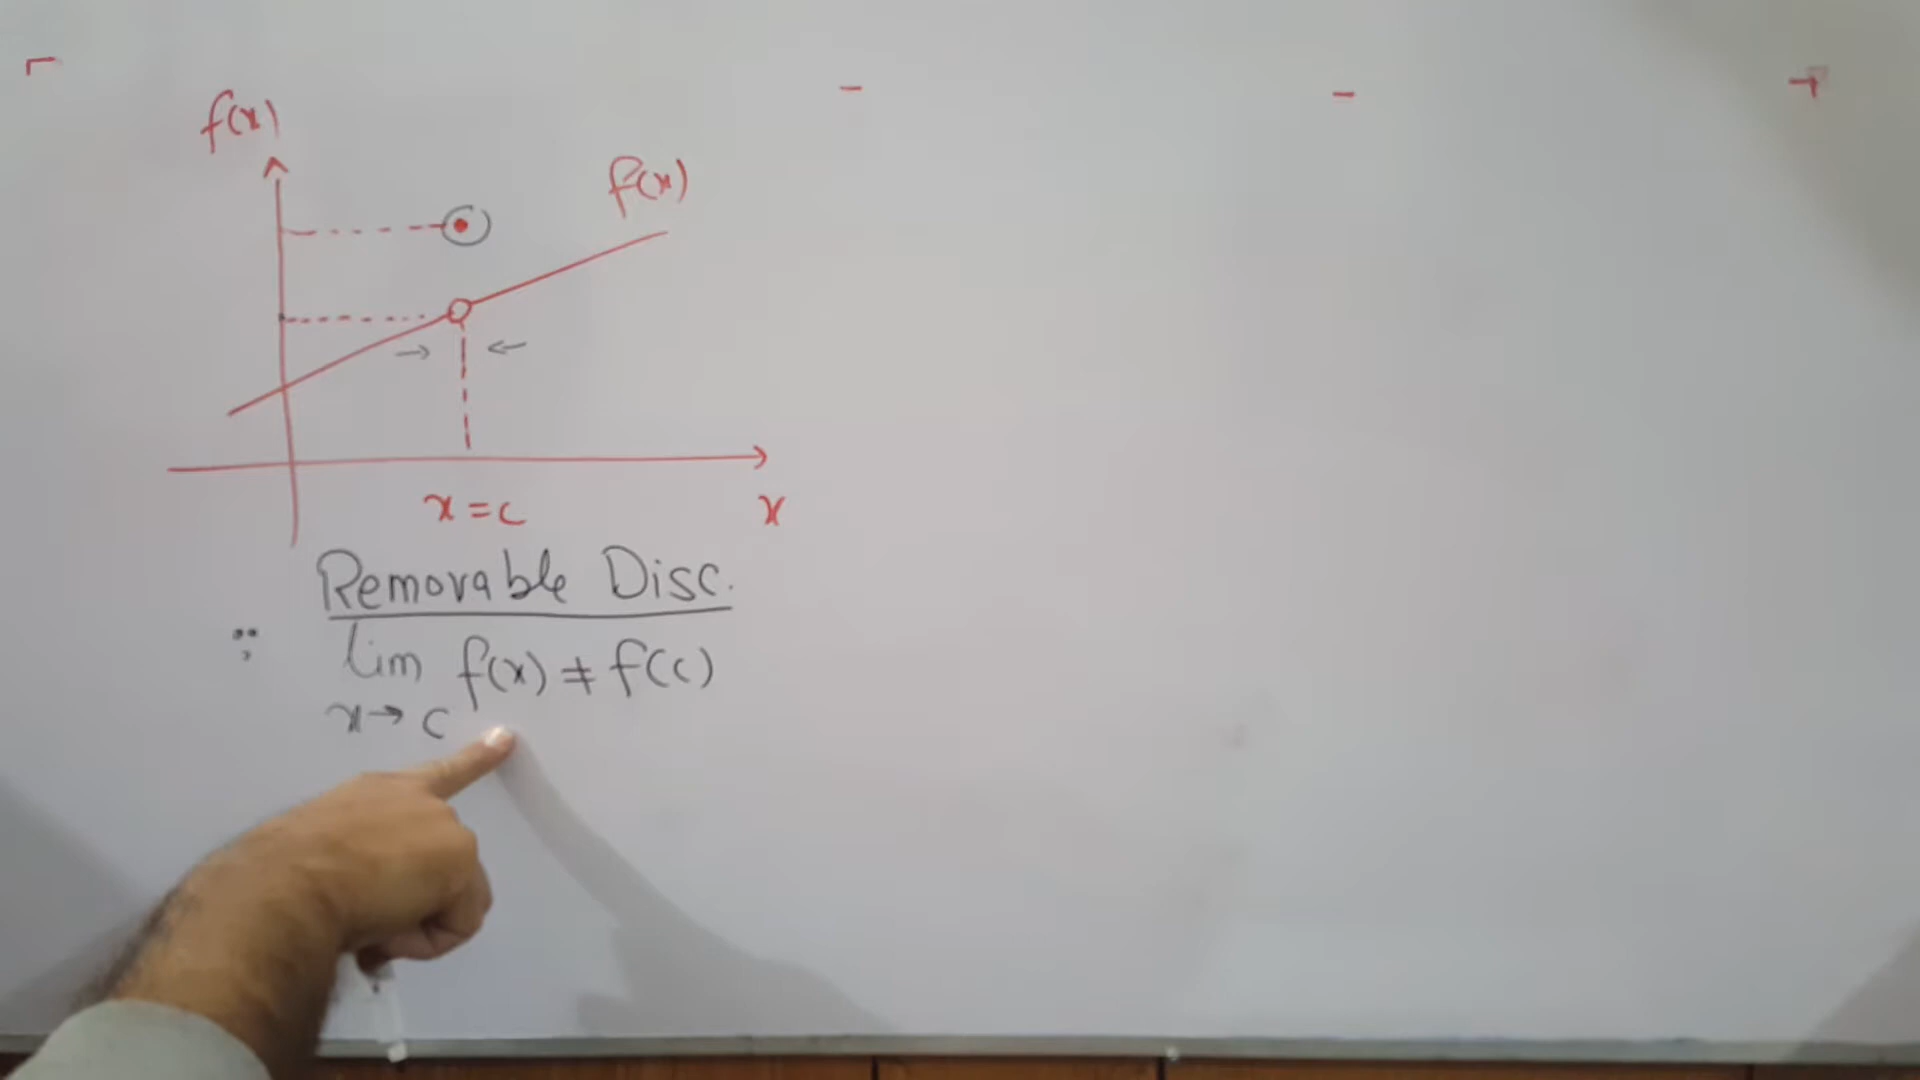 f(x)
f(x)
x = c
x
Removable Disc.
∵ lim f(x) ≠ f(c)
x → c